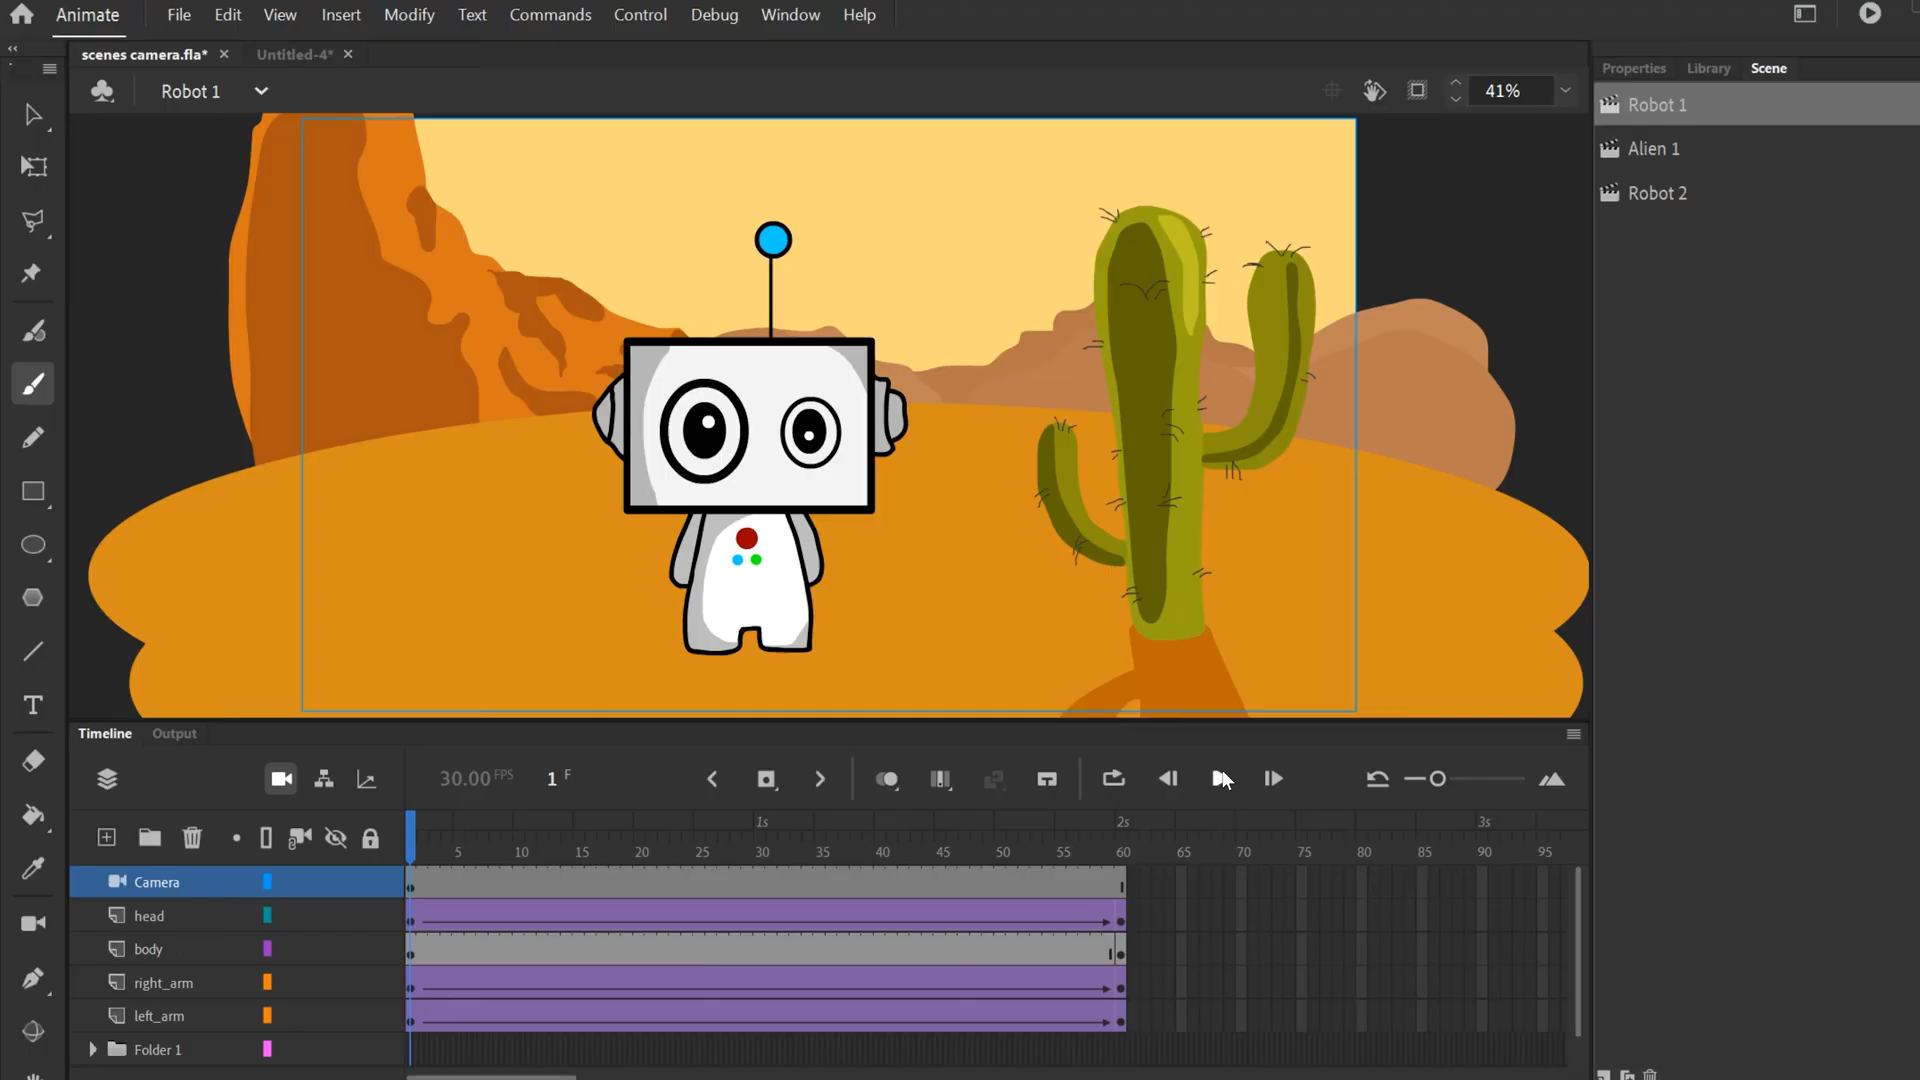 Animate File Edit View Insert Modify Text Commands Control Debug Window Help
scenes camera.fla* Untitled-4*
Properties Library Scene
Robot 1 41%
Robot 1
Alien 1
Robot 2
Timeline Output
30.00 FPS 1 F
1s 2s 3s
5 10 15 20 25 30 35 40 45 50 55 60 65 70 75 80 85 90 95
Camera
head
body
right_arm
left_arm
Folder 1